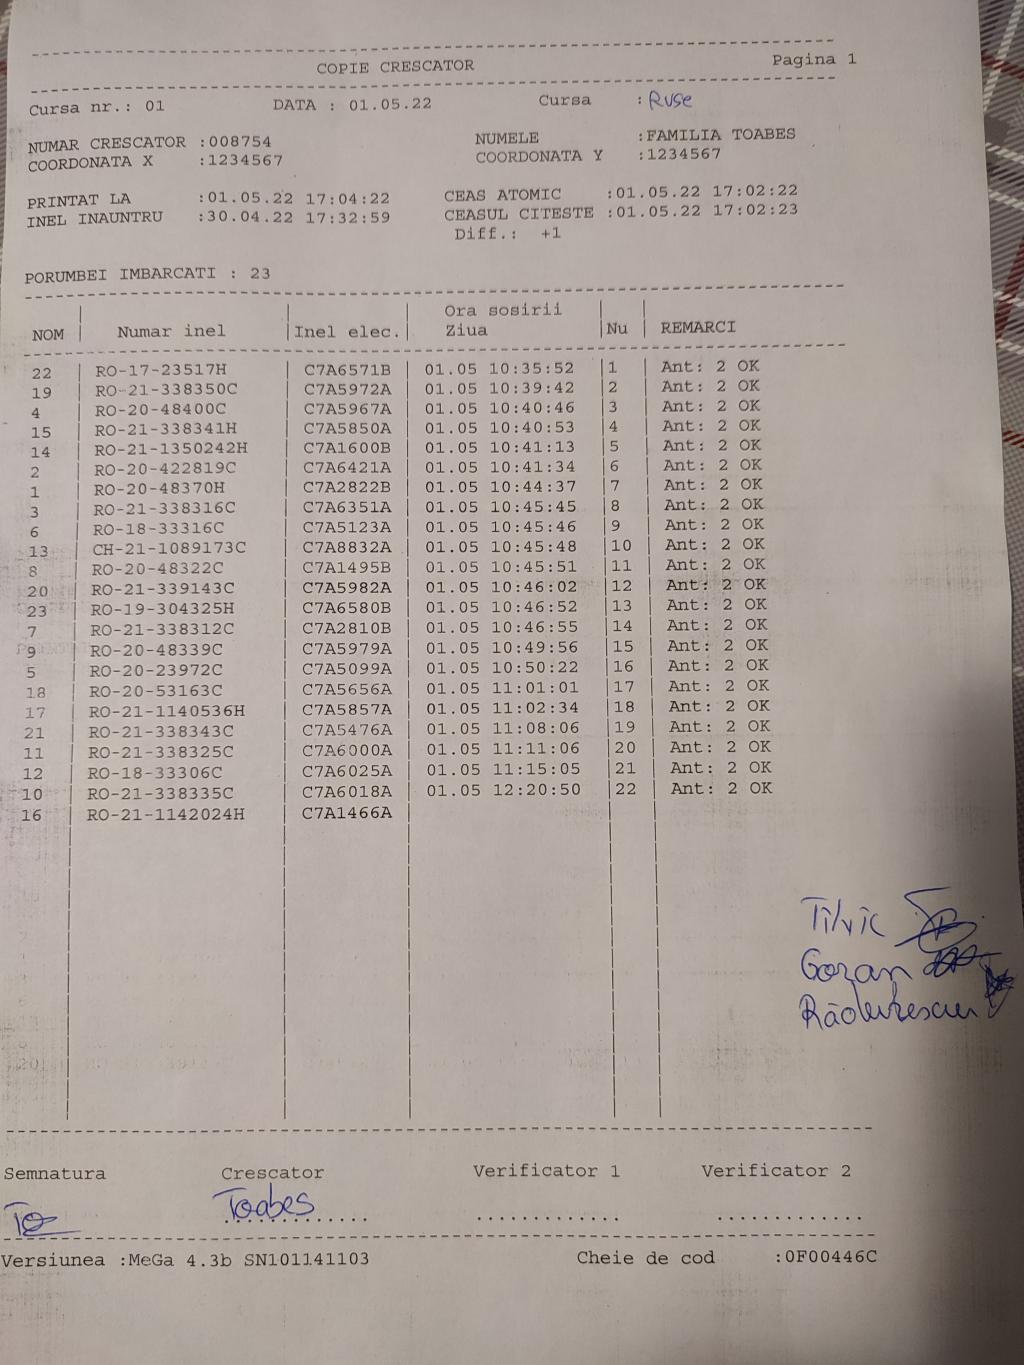 COPIE CRESCATOR Pagina 1
Cursa nr.: 01 DATA : 01.05.22 Cursa : Ruse
NUMAR CRESCATOR :008754 NUMELE :FAMILIA TOABES
COORDONATA X :1234567 COORDONATA Y :1234567
PRINTAT LA :01.05.22 17:04:22 CEAS ATOMIC :01.05.22 17:02:22
INEL INAUNTRU :30.04.22 17:32:59 CEASUL CITESTE :01.05.22 17:02:23
Diff.: +1
PORUMBEI IMBARCATI : 23
Ora sosirii
NOM Numar inel Inel elec. Ziua Nu REMARCI
22 RO-17-23517H C7A6571B 01.05 10:35:52 1 Ant: 2 OK
19 RO-21-338350C C7A5972A 01.05 10:39:42 2 Ant: 2 OK
4 RO-20-48400C C7A5967A 01.05 10:40:46 3 Ant: 2 OK
15 RO-21-338341H C7A5850A 01.05 10:40:53 4 Ant: 2 OK
14 RO-21-1350242H C7A1600B 01.05 10:41:13 5 Ant: 2 OK
2 RO-20-422819C C7A6421A 01.05 10:41:34 6 Ant: 2 OK
1 RO-20-48370H C7A2822B 01.05 10:44:37 7 Ant: 2 OK
3 RO-21-338316C C7A6351A 01.05 10:45:45 8 Ant: 2 OK
6 RO-18-33316C C7A5123A 01.05 10:45:46 9 Ant: 2 OK
13 CH-21-1089173C C7A8832A 01.05 10:45:48 10 Ant: 2 OK
8 RO-20-48322C C7A1495B 01.05 10:45:51 11 Ant: 2 OK
20 RO-21-339143C C7A5982A 01.05 10:46:02 12 Ant: 2 OK
23 RO-19-304325H C7A6580B 01.05 10:46:52 13 Ant: 2 OK
7 RO-21-338312C C7A2810B 01.05 10:46:55 14 Ant: 2 OK
9 RO-20-48339C C7A5979A 01.05 10:49:56 15 Ant: 2 OK
5 RO-20-23972C C7A5099A 01.05 10:50:22 16 Ant: 2 OK
18 RO-20-53163C C7A5656A 01.05 11:01:01 17 Ant: 2 OK
17 RO-21-1140536H C7A5857A 01.05 11:02:34 18 Ant: 2 OK
21 RO-21-338343C C7A5476A 01.05 11:08:06 19 Ant: 2 OK
11 RO-21-338325C C7A6000A 01.05 11:11:06 20 Ant: 2 OK
12 RO-18-33306C C7A6025A 01.05 11:15:05 21 Ant: 2 OK
10 RO-21-338335C C7A6018A 01.05 12:20:50 22 Ant: 2 OK
16 RO-21-1142024H C7A1466A
Gozan
Semnatura Crescator Verificator 1 Verificator 2
Toabes
Versiunea :MeGa 4.3b SN101141103 Cheie de cod :0F00446C